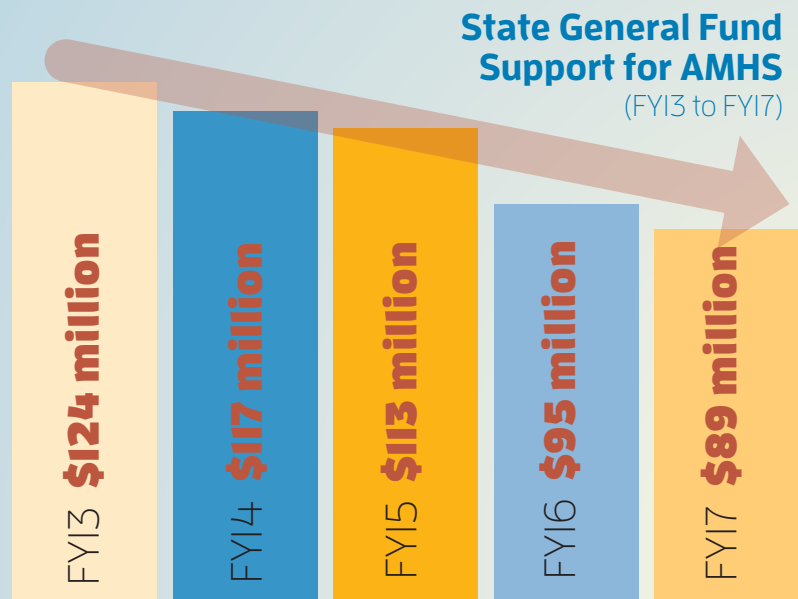 State General Fund
Support for AMHS
(FY13 to FY17)
FY13 $124 million
FY14 $117 million
FY15 $113 million
FY16 $95 million
FY17 $89 million